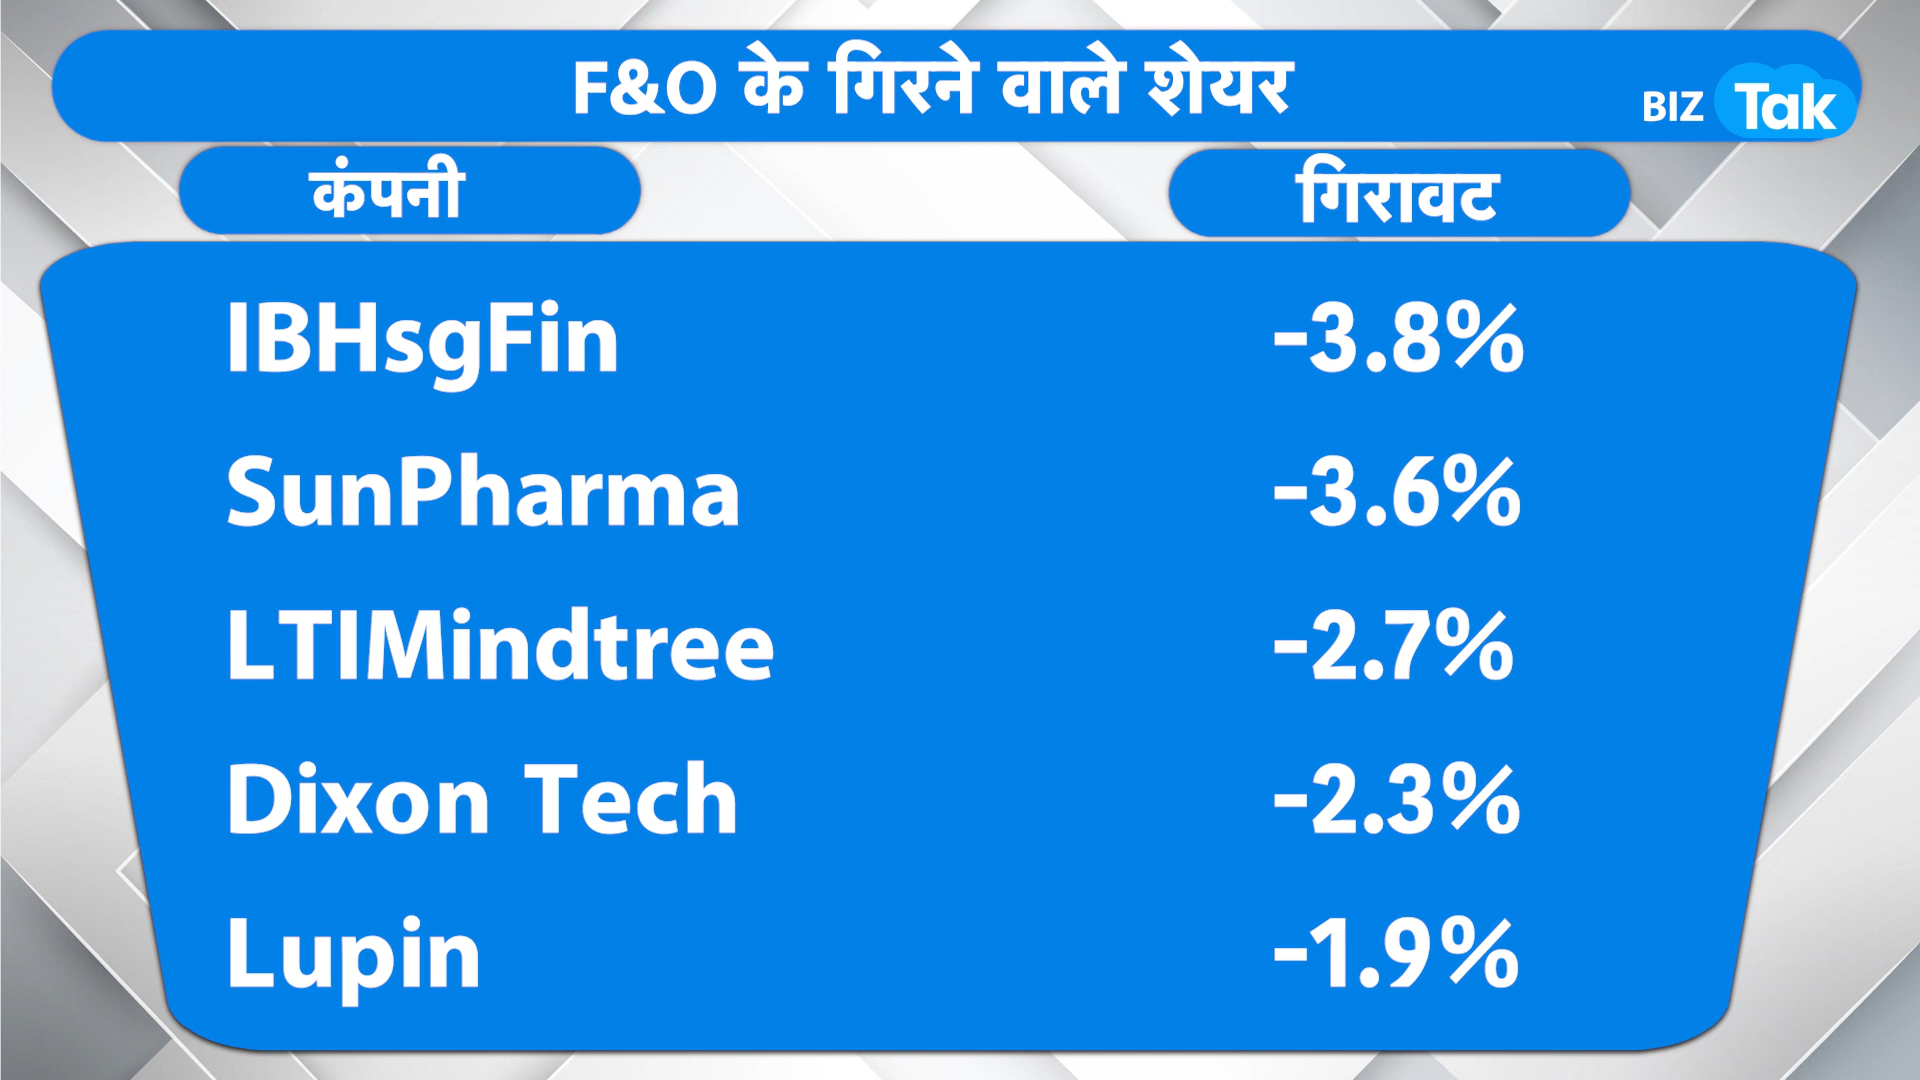 F&O के गिरने वाले शेयर
BIZ Tak
कंपनी गिरावट
IBHsgFin -3.8%
SunPharma -3.6%
LTIMindtree -2.7%
Dixon Tech -2.3%
Lupin -1.9%